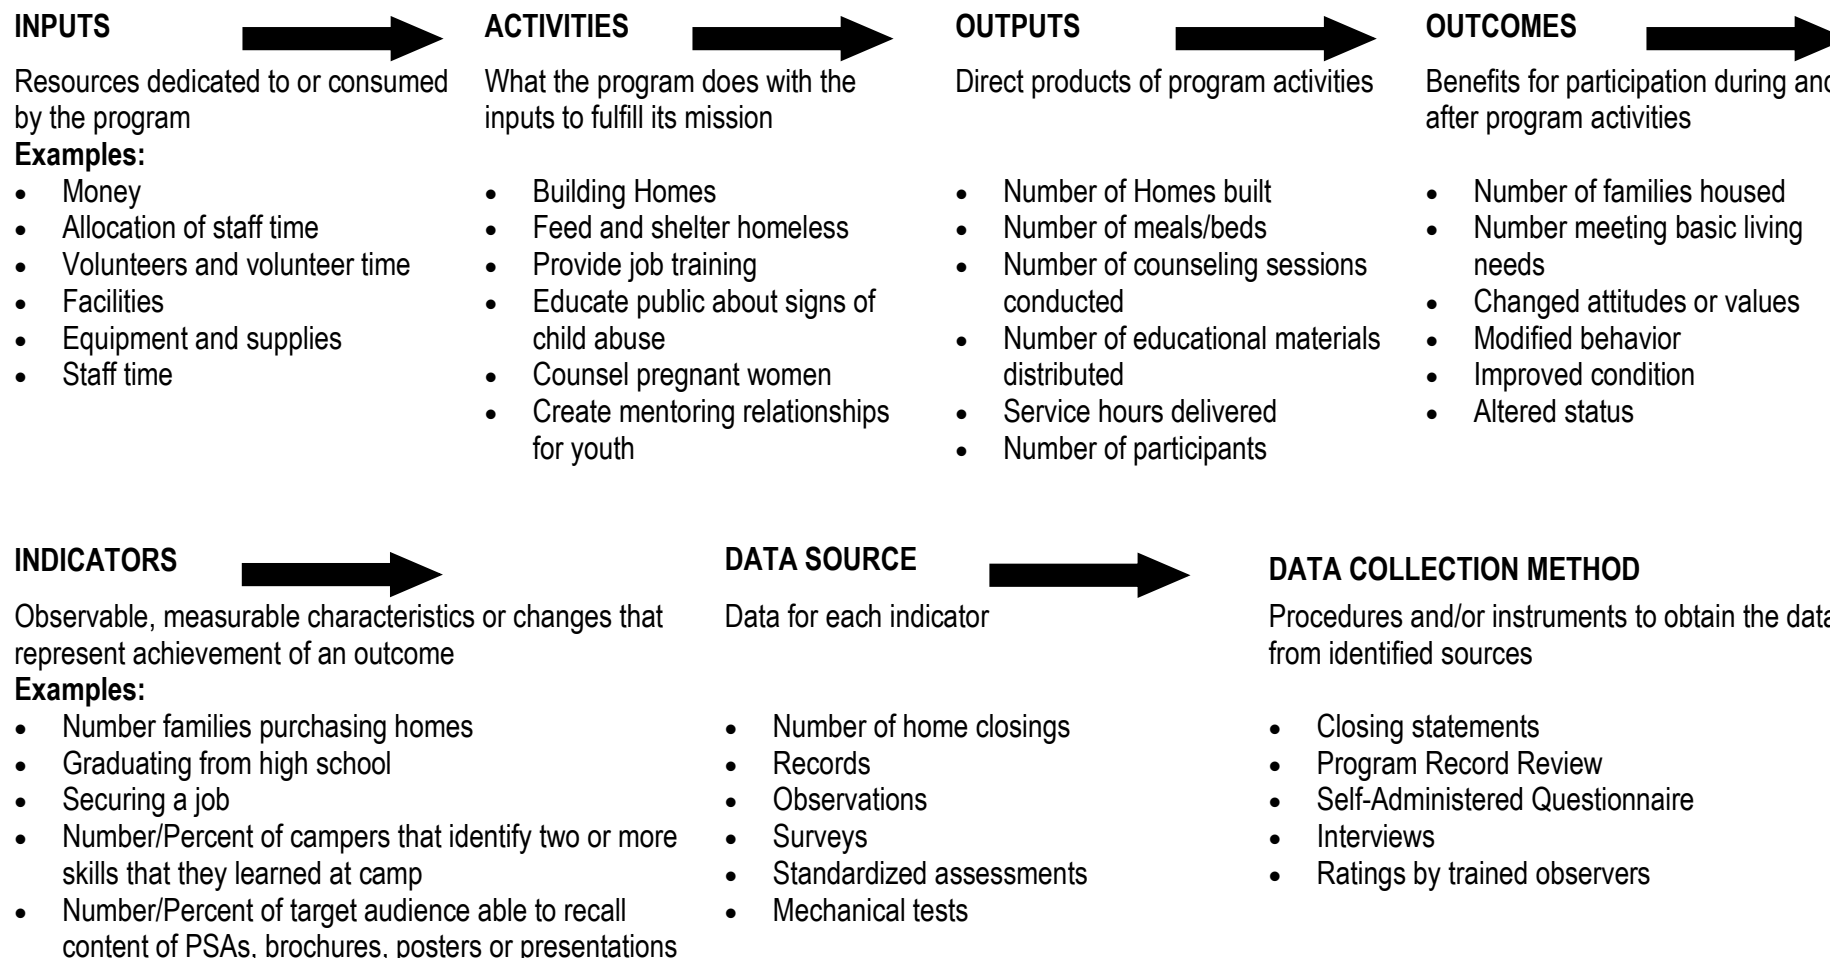 INPUTS
Resources dedicated to or consumed
by the program
Examples:
• Money
• Allocation of staff time
• Volunteers and volunteer time
• Facilities
• Equipment and supplies
• Staff time
ACTIVITIES
What the program does with the
inputs to fulfill its mission
• Building Homes
• Feed and shelter homeless
• Provide job training
• Educate public about signs of
child abuse
• Counsel pregnant women
• Create mentoring relationships
for youth
OUTPUTS
Direct products of program activities
• Number of Homes built
• Number of meals/beds
• Number of counseling sessions
conducted
• Number of educational materials
distributed
• Service hours delivered
• Number of participants
OUTCOMES
Benefits for participation during and
after program activities
• Number of families housed
• Number meeting basic living
needs
• Changed attitudes or values
• Modified behavior
• Improved condition
• Altered status
INDICATORS
Observable, measurable characteristics or changes that
represent achievement of an outcome
Examples:
• Number families purchasing homes
• Graduating from high school
• Securing a job
• Number/Percent of campers that identify two or more
skills that they learned at camp
• Number/Percent of target audience able to recall
content of PSAs, brochures, posters or presentations
DATA SOURCE
Data for each indicator
• Number of home closings
• Records
• Observations
• Surveys
• Standardized assessments
• Mechanical tests
DATA COLLECTION METHOD
Procedures and/or instruments to obtain the data
from identified sources
• Closing statements
• Program Record Review
• Self-Administered Questionnaire
• Interviews
• Ratings by trained observers